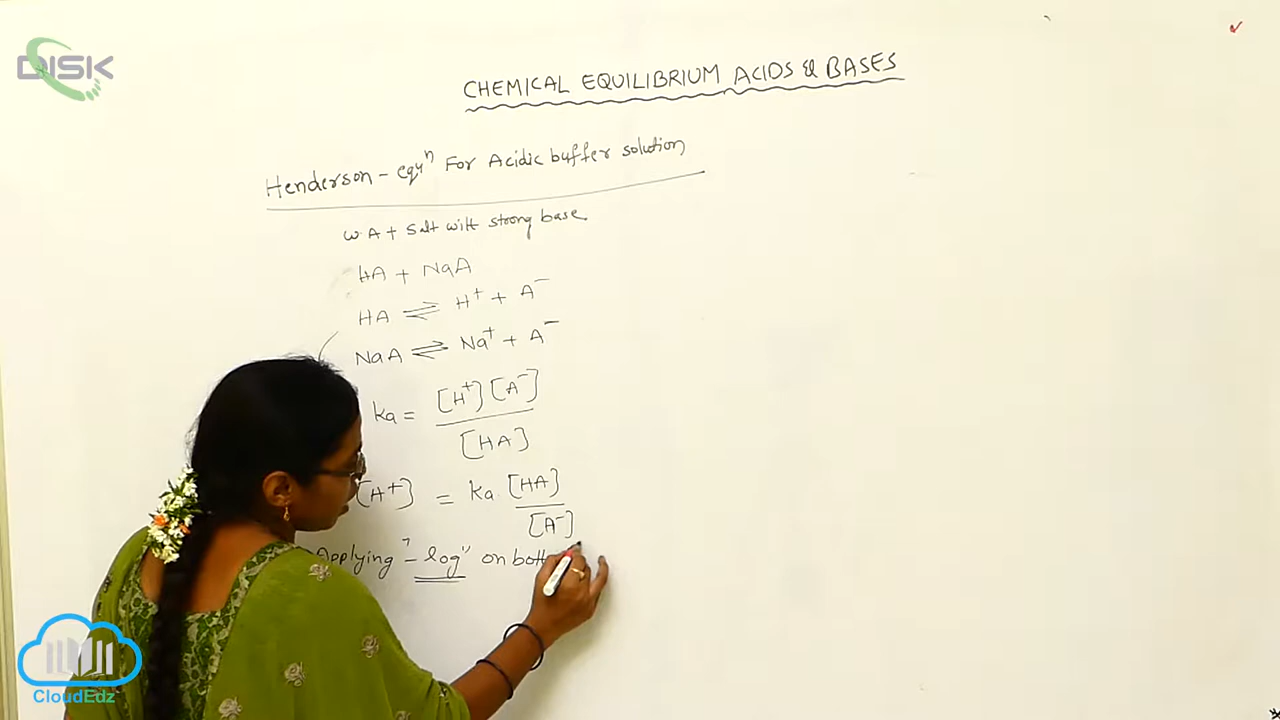 DISK
CHEMICAL EQUILIBRIUM ACIDS & BASES
Henderson - equⁿ For Acidic buffer solution
W.A + Salt with strong base
HA + NaA
HA ⇌ H⁺ + A⁻
NaA ⇌ Na⁺ + A⁻
ka = [H⁺][A⁻] / [HA]
[H⁺] = ka. [HA] / [A⁻]
Applying "-log" on both
CloudEdz